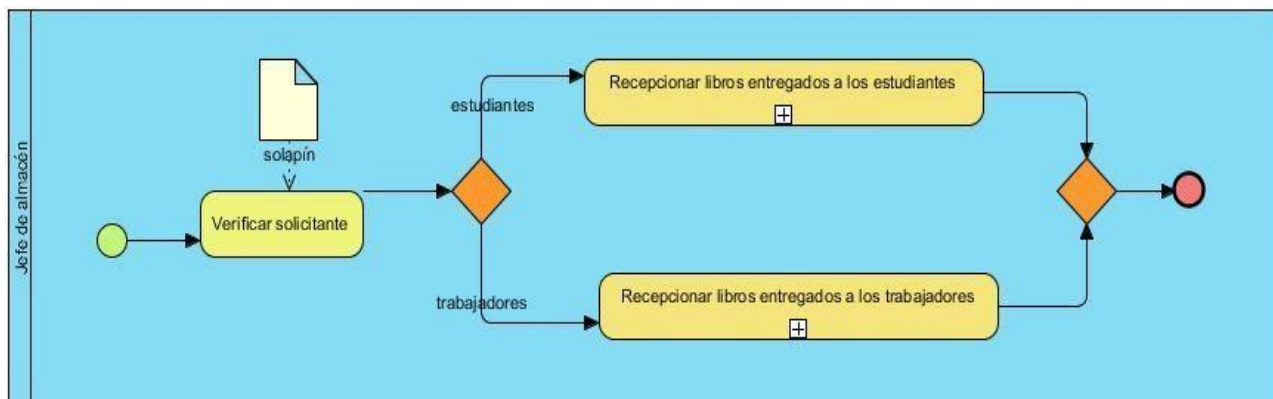 Jefe de almacén
solapín
Verificar solicitante
estudiantes
Recepcionar libros entregados a los estudiantes
trabajadores
Recepcionar libros entregados a los trabajadores